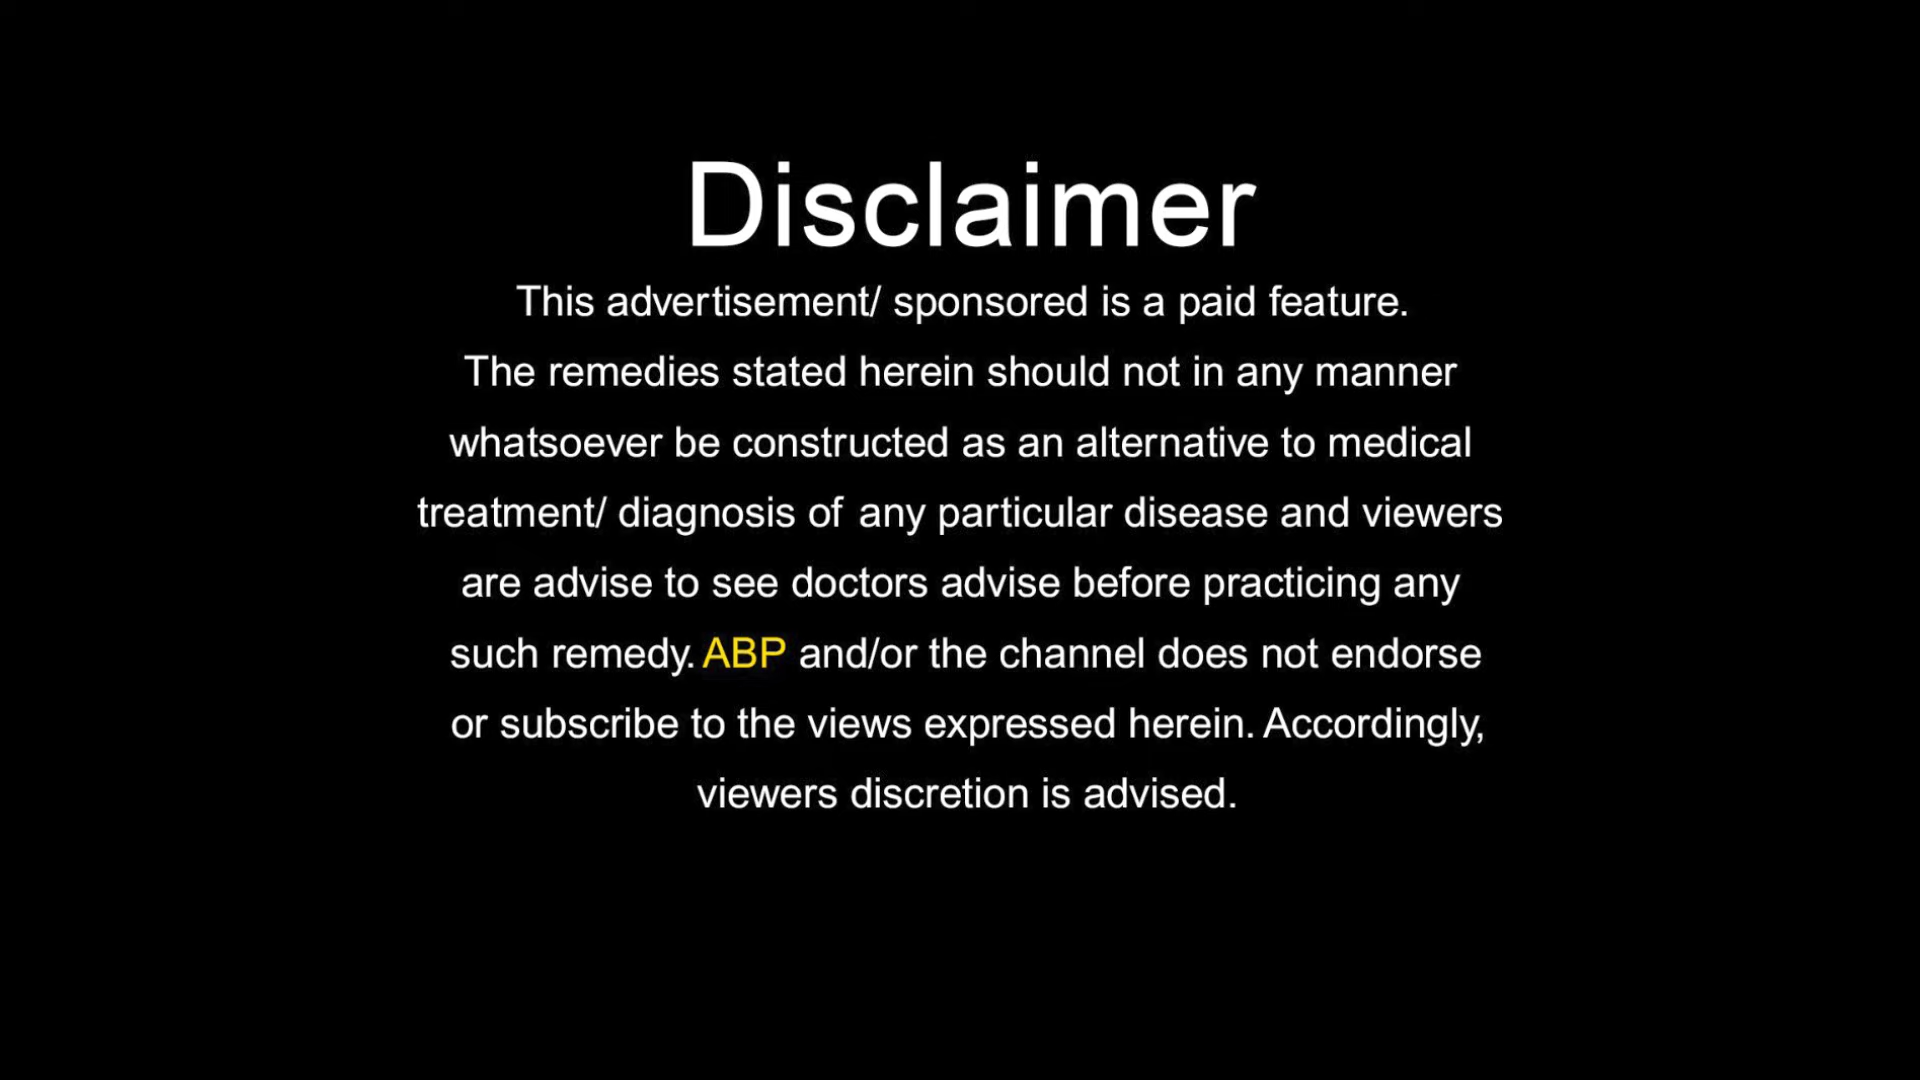 Disclaimer
This advertisement/ sponsored is a paid feature.
The remedies stated herein should not in any manner
whatsoever be constructed as an alternative to medical
treatment/ diagnosis of any particular disease and viewers
are advise to see doctors advise before practicing any
such remedy. ABP and/or the channel does not endorse
or subscribe to the views expressed herein. Accordingly,
viewers discretion is advised.